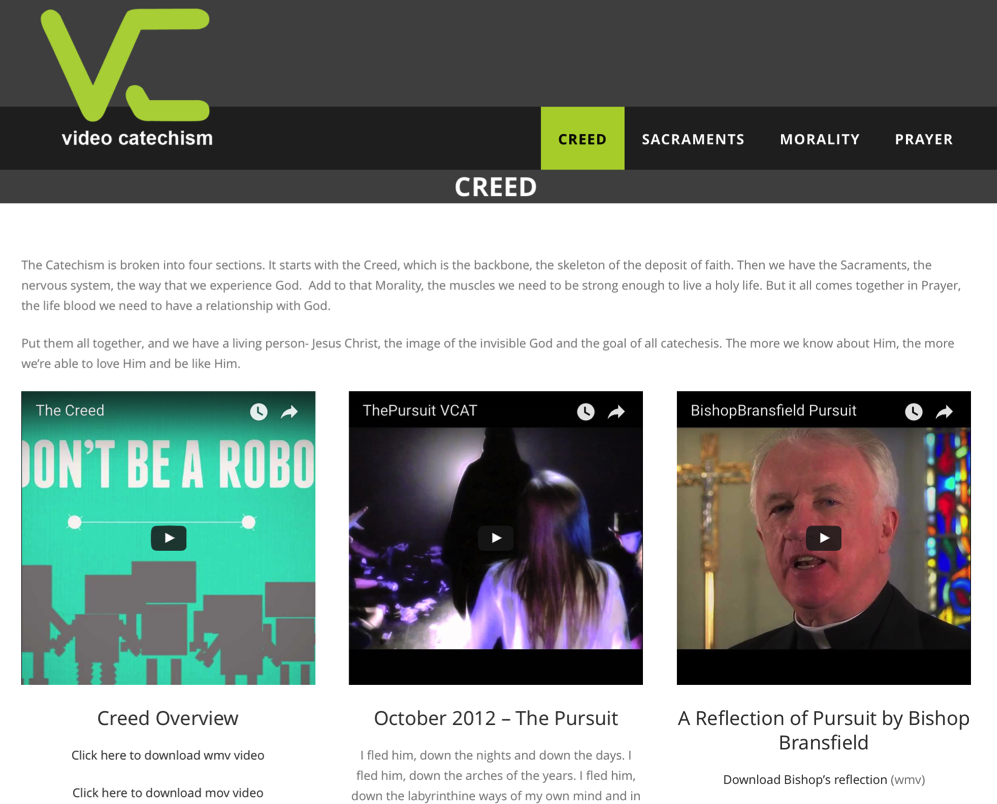 VC
video catechism
CREED
SACRAMENTS
MORALITY
PRAYER
CREED
The Catechism is broken into four sections. It starts with the Creed, which is the backbone, the skeleton of the deposit of faith. Then we have the Sacraments, the
nervous system, the way that we experience God.  Add to that Morality, the muscles we need to be strong enough to live a holy life. But it all comes together in Prayer,
the life blood we need to have a relationship with God.
Put them all together, and we have a living person- Jesus Christ, the image of the invisible God and the goal of all catechesis. The more we know about Him, the more
we're able to love Him and be like Him.
The Creed
DON'T BE A ROBO
Creed Overview
Click here to download wmv video
Click here to download mov video
ThePursuit VCAT
October 2012 – The Pursuit
I fled him, down the nights and down the days. I
fled him, down the arches of the years. I fled him,
down the labyrinthine ways of my own mind and in
BishopBransfield Pursuit
A Reflection of Pursuit by Bishop
Bransfield
Download Bishop's reflection (wmv)